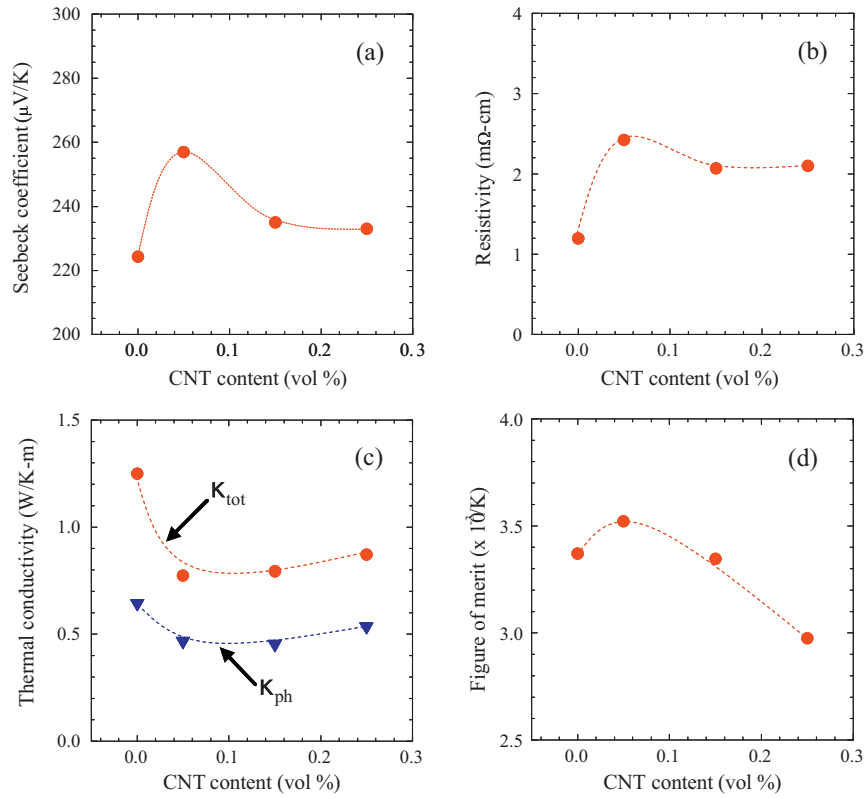 300
280
260
240
220
200
Seebeck coefficient (µV/K)
(a)
0.0 0.1 0.2 0.3
CNT content (vol %)
4
3
2
1
0
Resistivity (mΩ-cm)
(b)
0.0 0.1 0.2 0.3
CNT content (vol %)
1.5
1.0
0.5
0.0
Thermal conductivity (W/K-m)
(c)
κtot
κph
0.0 0.1 0.2 0.3
CNT content (vol %)
4.0
3.5
3.0
2.5
Figure of merit (x 10³/K)
(d)
0.0 0.1 0.2 0.3
CNT content (vol %)